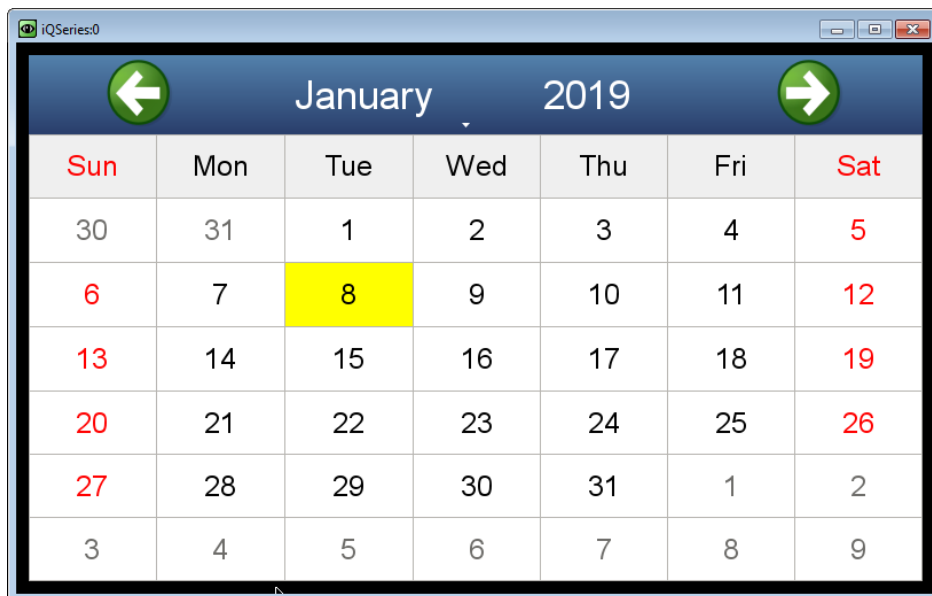 iQSeries:0
January 2019
Sun Mon Tue Wed Thu Fri Sat
30 31 1 2 3 4 5
6 7 8 9 10 11 12
13 14 15 16 17 18 19
20 21 22 23 24 25 26
27 28 29 30 31 1 2
3 4 5 6 7 8 9